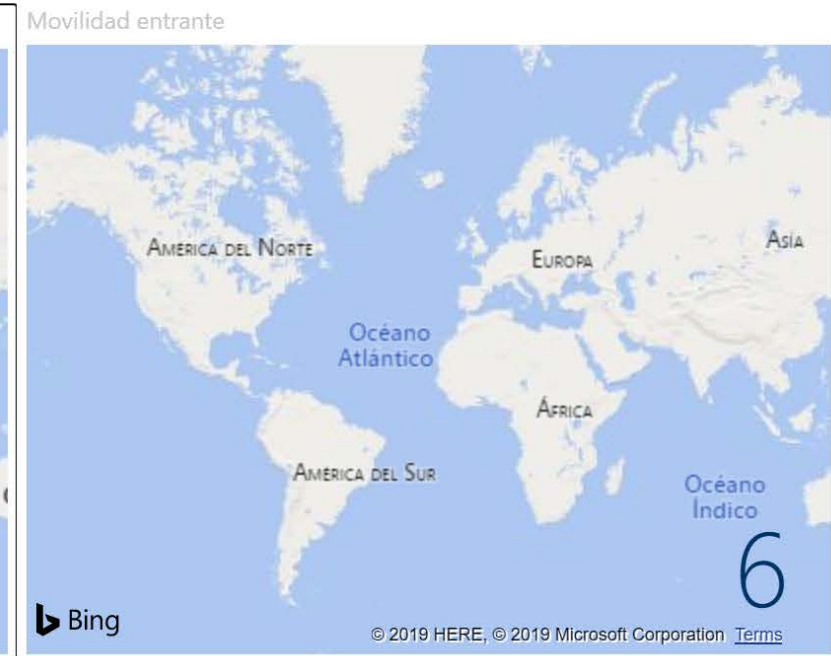 Movilidad entrante
AMÉRICA DEL NORTE
EUROPA
ASIA
Océano
Atlántico
ÁFRICA
AMÉRICA DEL SUR
Océano
Índico
6
Bing
© 2019 HERE, © 2019 Microsoft Corporation Terms